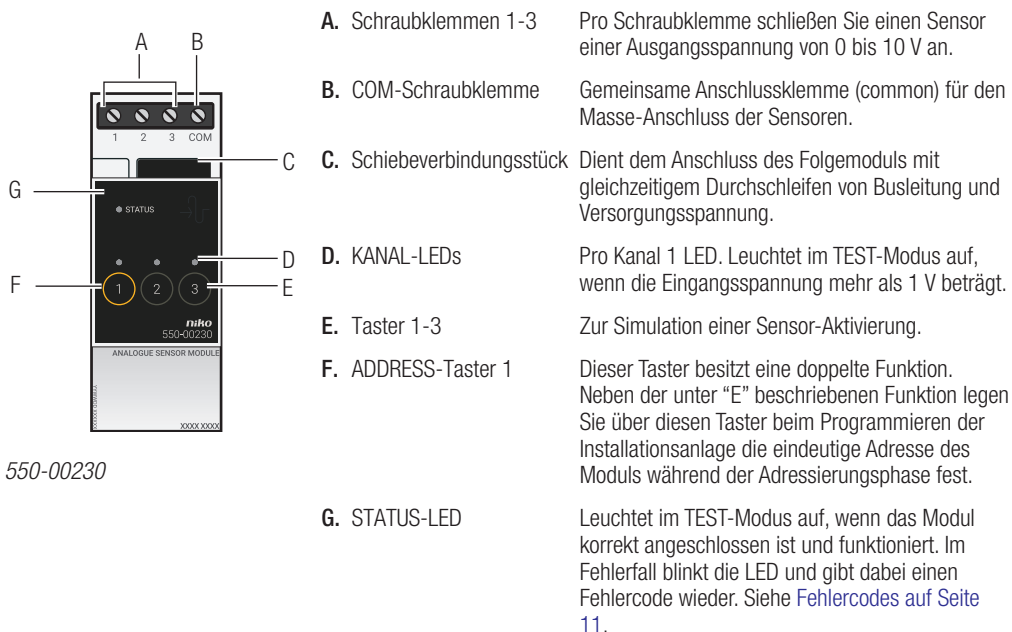 A. Schraubklemmen 1-3 Pro Schraubklemme schließen Sie einen Sensor
einer Ausgangsspannung von 0 bis 10 V an.
B. COM-Schraubklemme Gemeinsame Anschlussklemme (common) für den
Masse-Anschluss der Sensoren.
C. Schiebeverbindungsstück Dient dem Anschluss des Folgemoduls mit
gleichzeitigem Durchschleifen von Busleitung und
Versorgungsspannung.
D. KANAL-LEDs Pro Kanal 1 LED. Leuchtet im TEST-Modus auf,
wenn die Eingangsspannung mehr als 1 V beträgt.
E. Taster 1-3 Zur Simulation einer Sensor-Aktivierung.
F. ADDRESS-Taster 1 Dieser Taster besitzt eine doppelte Funktion.
Neben der unter “E” beschriebenen Funktion legen
Sie über diesen Taster beim Programmieren der
Installationsanlage die eindeutige Adresse des
Moduls während der Adressierungsphase fest.
G. STATUS-LED Leuchtet im TEST-Modus auf, wenn das Modul
korrekt angeschlossen ist und funktioniert. Im
Fehlerfall blinkt die LED und gibt dabei einen
Fehlercode wieder. Siehe Fehlercodes auf Seite
11.
A B
1 2 3 COM
C
G
STATUS
D
F 1 2 3 E
niko
550-00230
ANALOGUE SENSOR MODULE
XXXX XXXX
550-00230